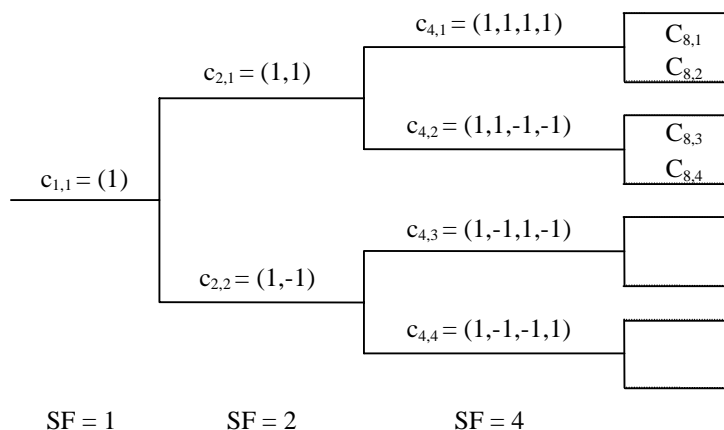 c4,1 = (1,1,1,1)
C8,1
C8,2
c2,1 = (1,1)
c4,2 = (1,1,-1,-1)
C8,3
C8,4
c1,1 = (1)
c4,3 = (1,-1,1,-1)
c2,2 = (1,-1)
c4,4 = (1,-1,-1,1)
SF = 1
SF = 2
SF = 4